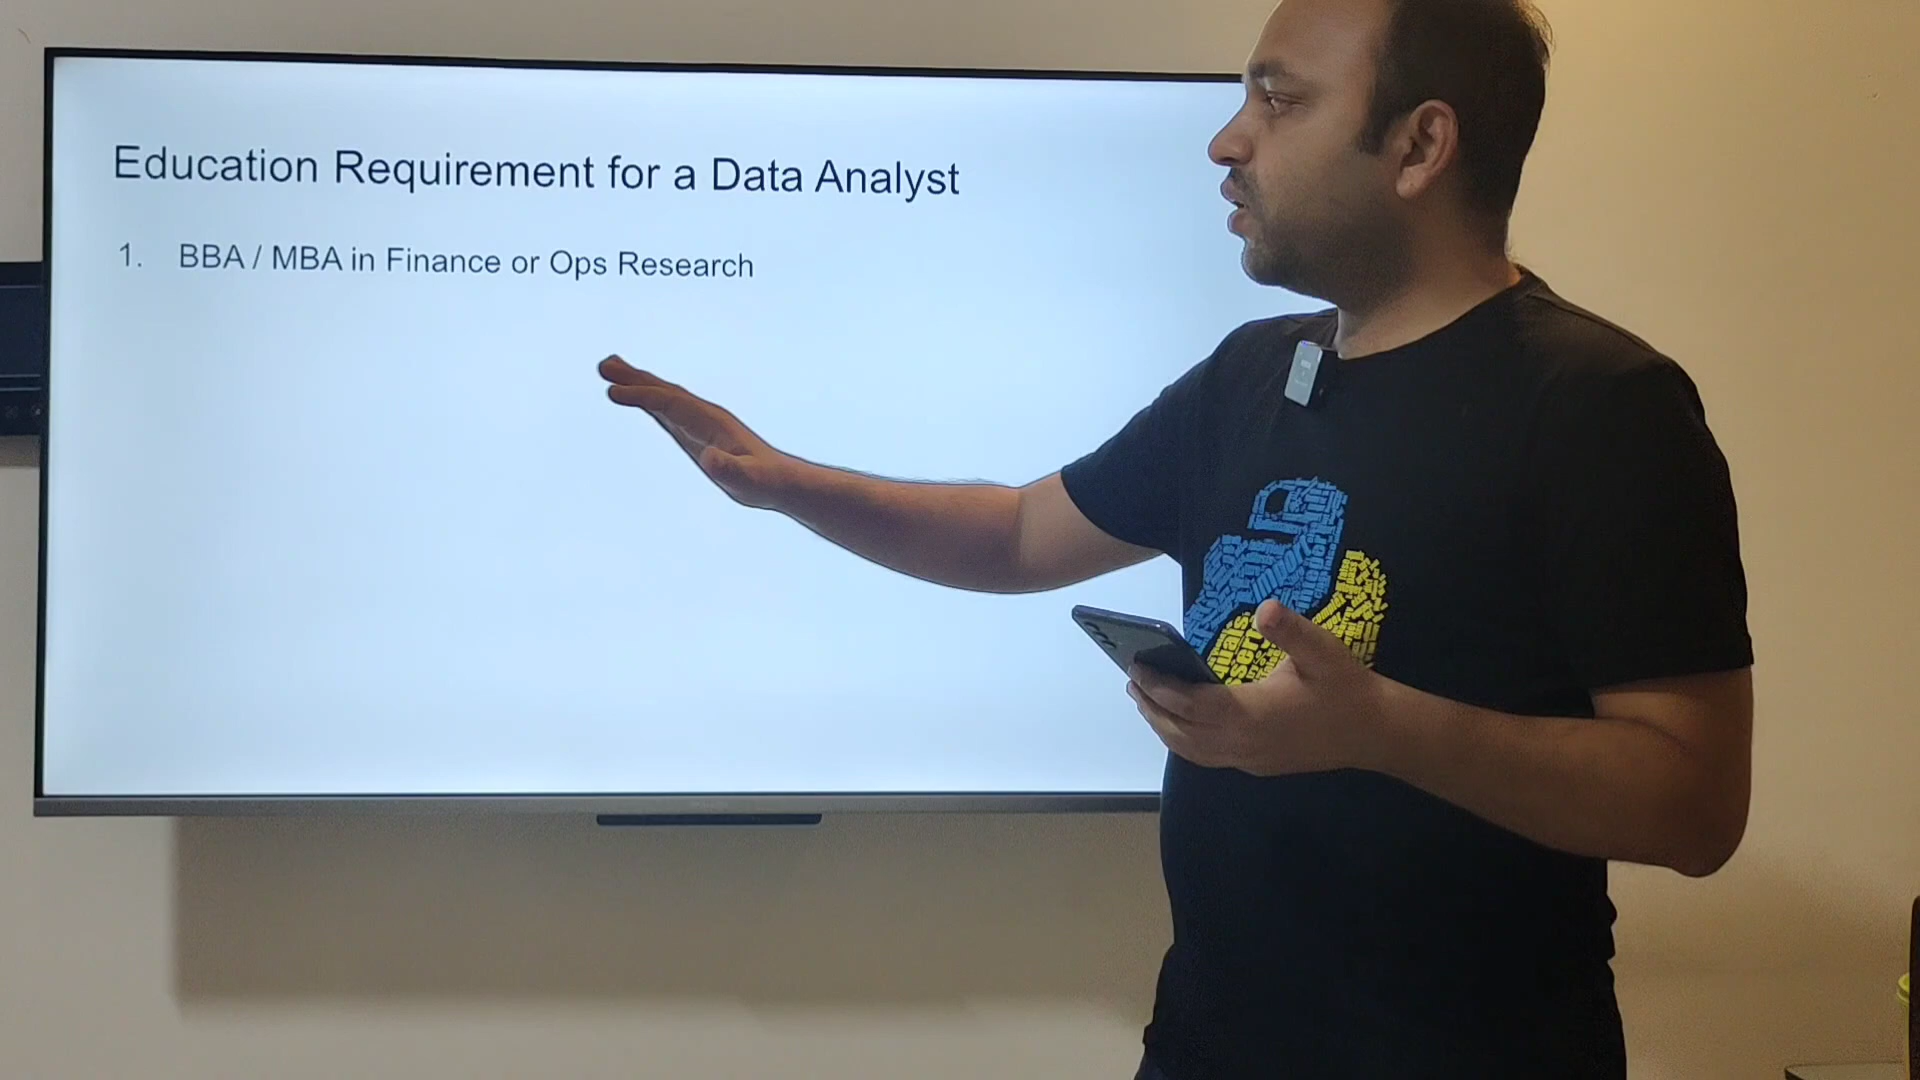 Education Requirement for a Data Analyst
1. BBA / MBA in Finance or Ops Research